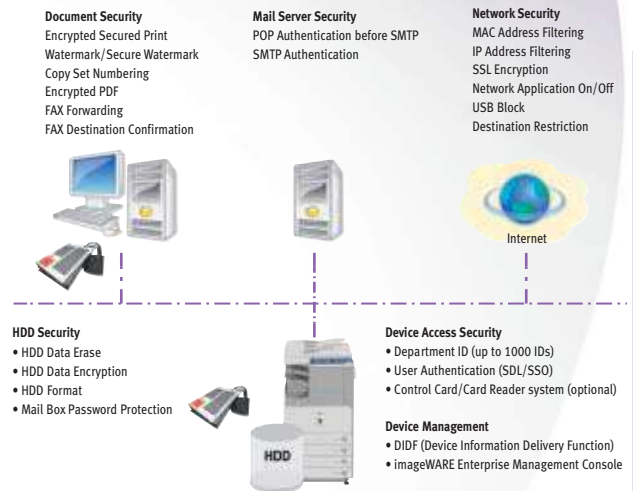 Document Security
Encrypted Secured Print
Watermark/Secure Watermark
Copy Set Numbering
Encrypted PDF
FAX Forwarding
FAX Destination Confirmation
Mail Server Security
POP Authentication before SMTP
SMTP Authentication
Network Security
MAC Address Filtering
IP Address Filtering
SSL Encryption
Network Application On/Off
USB Block
Destination Restriction
Internet
HDD Security
• HDD Data Erase
• HDD Data Encryption
• HDD Format
• Mail Box Password Protection
HDD
Device Access Security
• Department ID (up to 1000 IDs)
• User Authentication (SDL/SSO)
• Control Card/Card Reader system (optional)
Device Management
• DIDF (Device Information Delivery Function)
• imageWARE Enterprise Management Console